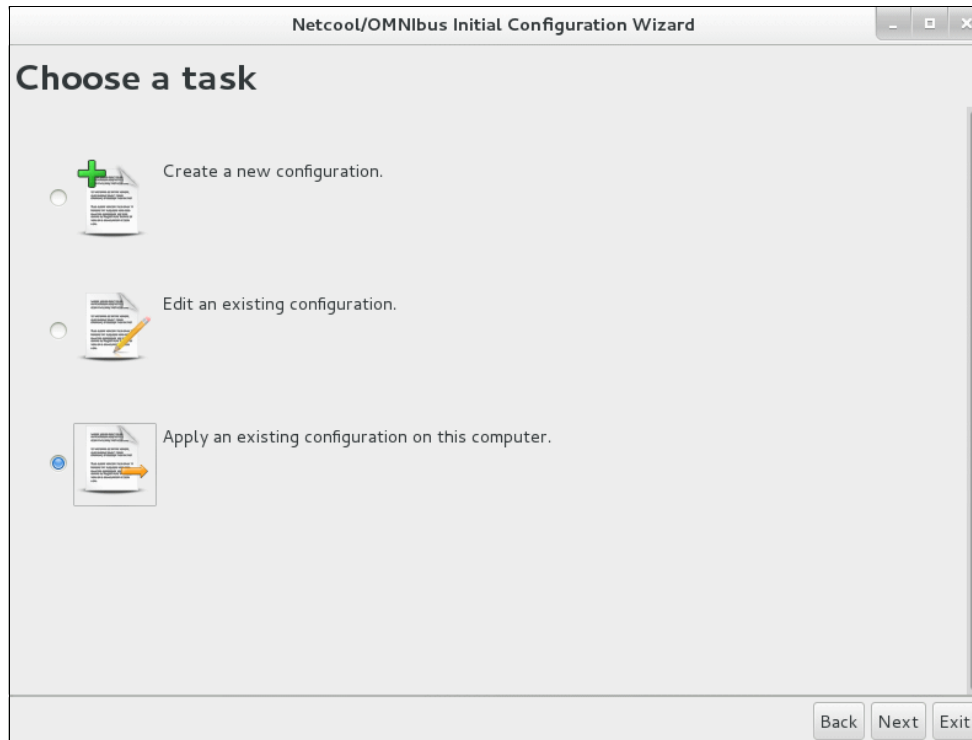 Netcool/OMNIbus Initial Configuration Wizard
Choose a task
Create a new configuration.
Edit an existing configuration.
Apply an existing configuration on this computer.
Back Next Exit